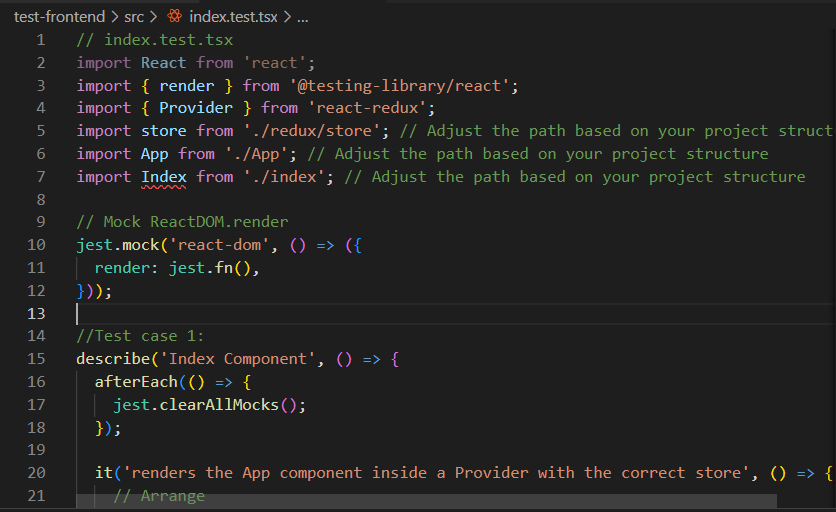 test-frontend > src > index.test.tsx > ...
1 // index.test.tsx
2 import React from 'react';
3 import { render } from '@testing-library/react';
4 import { Provider } from 'react-redux';
5 import store from './redux/store'; // Adjust the path based on your project struct
6 import App from './App'; // Adjust the path based on your project structure
7 import Index from './index'; // Adjust the path based on your project structure
8
9 // Mock ReactDOM.render
10 jest.mock('react-dom', () => ({
11   render: jest.fn(),
12 }));
13
14 //Test case 1:
15 describe('Index Component', () => {
16   afterEach(() => {
17     jest.clearAllMocks();
18   });
19
20   it('renders the App component inside a Provider with the correct store', () => {
21     // Arrange